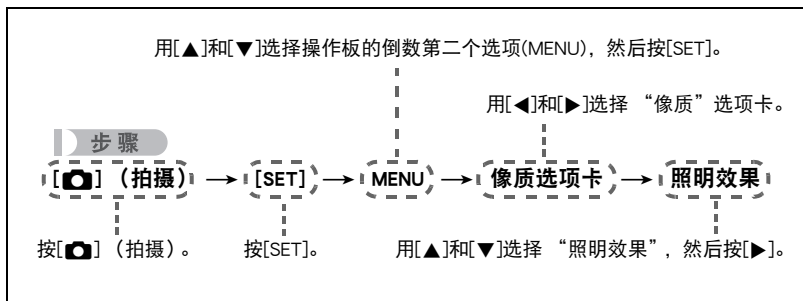 用[▲]和[▼]选择操作板的倒数第二个选项(MENU)，然后按[SET]。
用[◀]和[▶]选择 “像质” 选项卡。
步骤
[📷] （拍摄） → [SET] → MENU → 像质选项卡 → 照明效果
按[📷] （拍摄）。 按[SET]。 用[▲]和[▼]选择 “照明效果”，然后按[▶]。